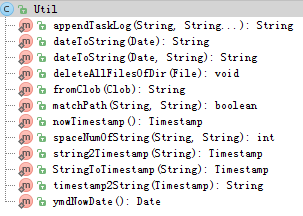 Util
appendTaskLog(String, String...): String
dateToString(Date): String
dateToString(Date, String): String
deleteAllFilesOfDir(File): void
fromClob(Clob): String
matchPath(String, String): boolean
nowTimestamp(): Timestamp
spaceNumOfString(String, String): int
string2Timestamp(String): Timestamp
StringToTimestamp(String): Timestamp
timestamp2String(Timestamp): String
ymdNowDate(): Date